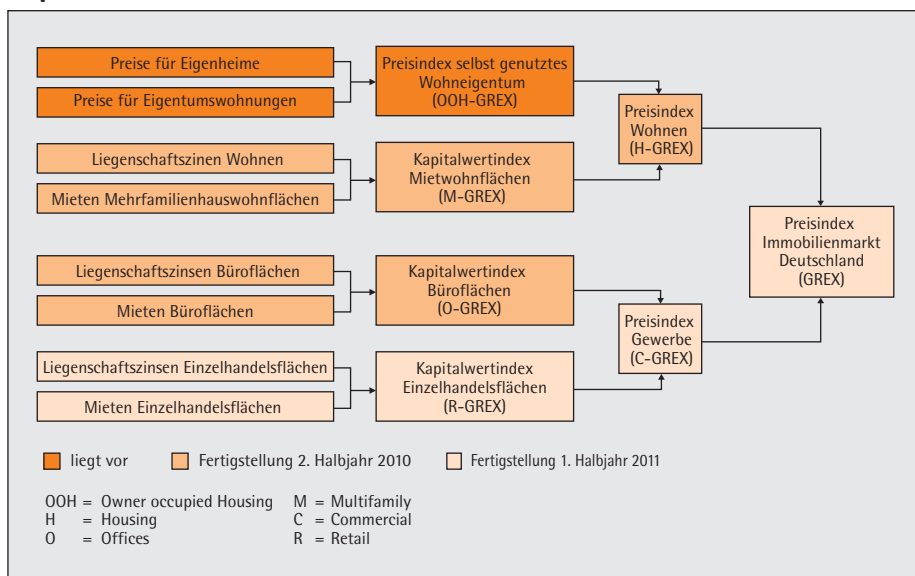 Preise für Eigenheime
Preise für Eigentumswohnungen
Preisindex selbst genutztes
Wohneigentum
(OOH-GREX)
Liegenschaftszinen Wohnen
Mieten Mehrfamilienhauswohnflächen
Kapitalwertindex
Mietwohnflächen
(M-GREX)
Preisindex
Wohnen
(H-GREX)
Liegenschaftszinsen Büroflächen
Mieten Büroflächen
Kapitalwertindex
Büroflächen
(O-GREX)
Liegenschaftszinsen Einzelhandelsflächen
Mieten Einzelhandelsflächen
Kapitalwertindex
Einzelhandelsflächen
(R-GREX)
Preisindex
Gewerbe
(C-GREX)
Preisindex
Immobilienmarkt
Deutschland
(GREX)
liegt vor
Fertigstellung 2. Halbjahr 2010
Fertigstellung 1. Halbjahr 2011
OOH = Owner occupied Housing
H = Housing
O = Offices
M = Multifamily
C = Commercial
R = Retail